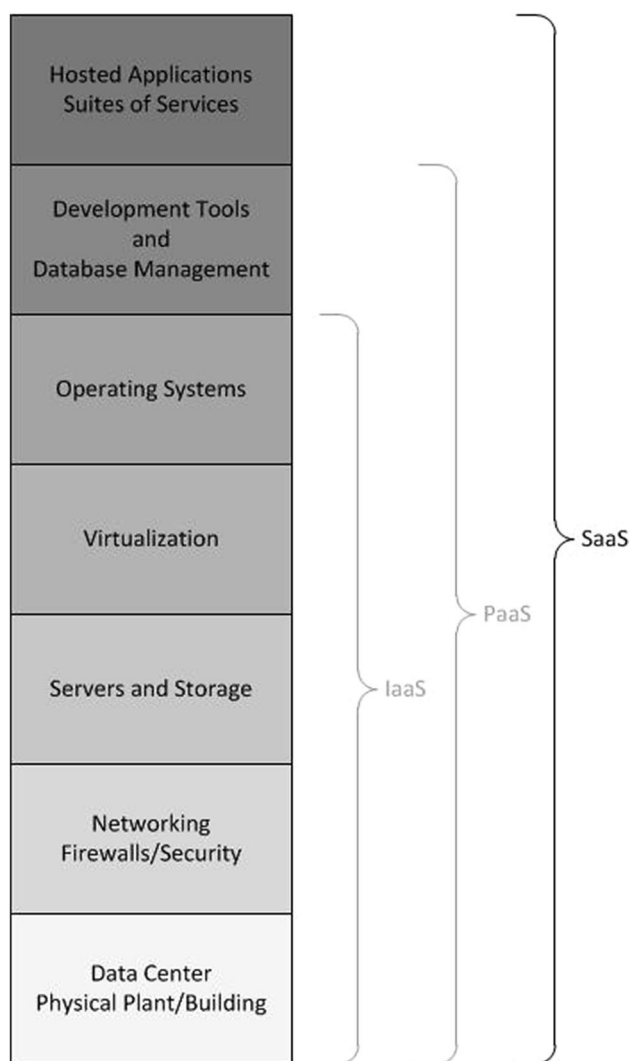 Hosted Applications
Suites of Services
Development Tools
and
Database Management
Operating Systems
Virtualization
SaaS
PaaS
Servers and Storage
IaaS
Networking
Firewalls/Security
Data Center
Physical Plant/Building